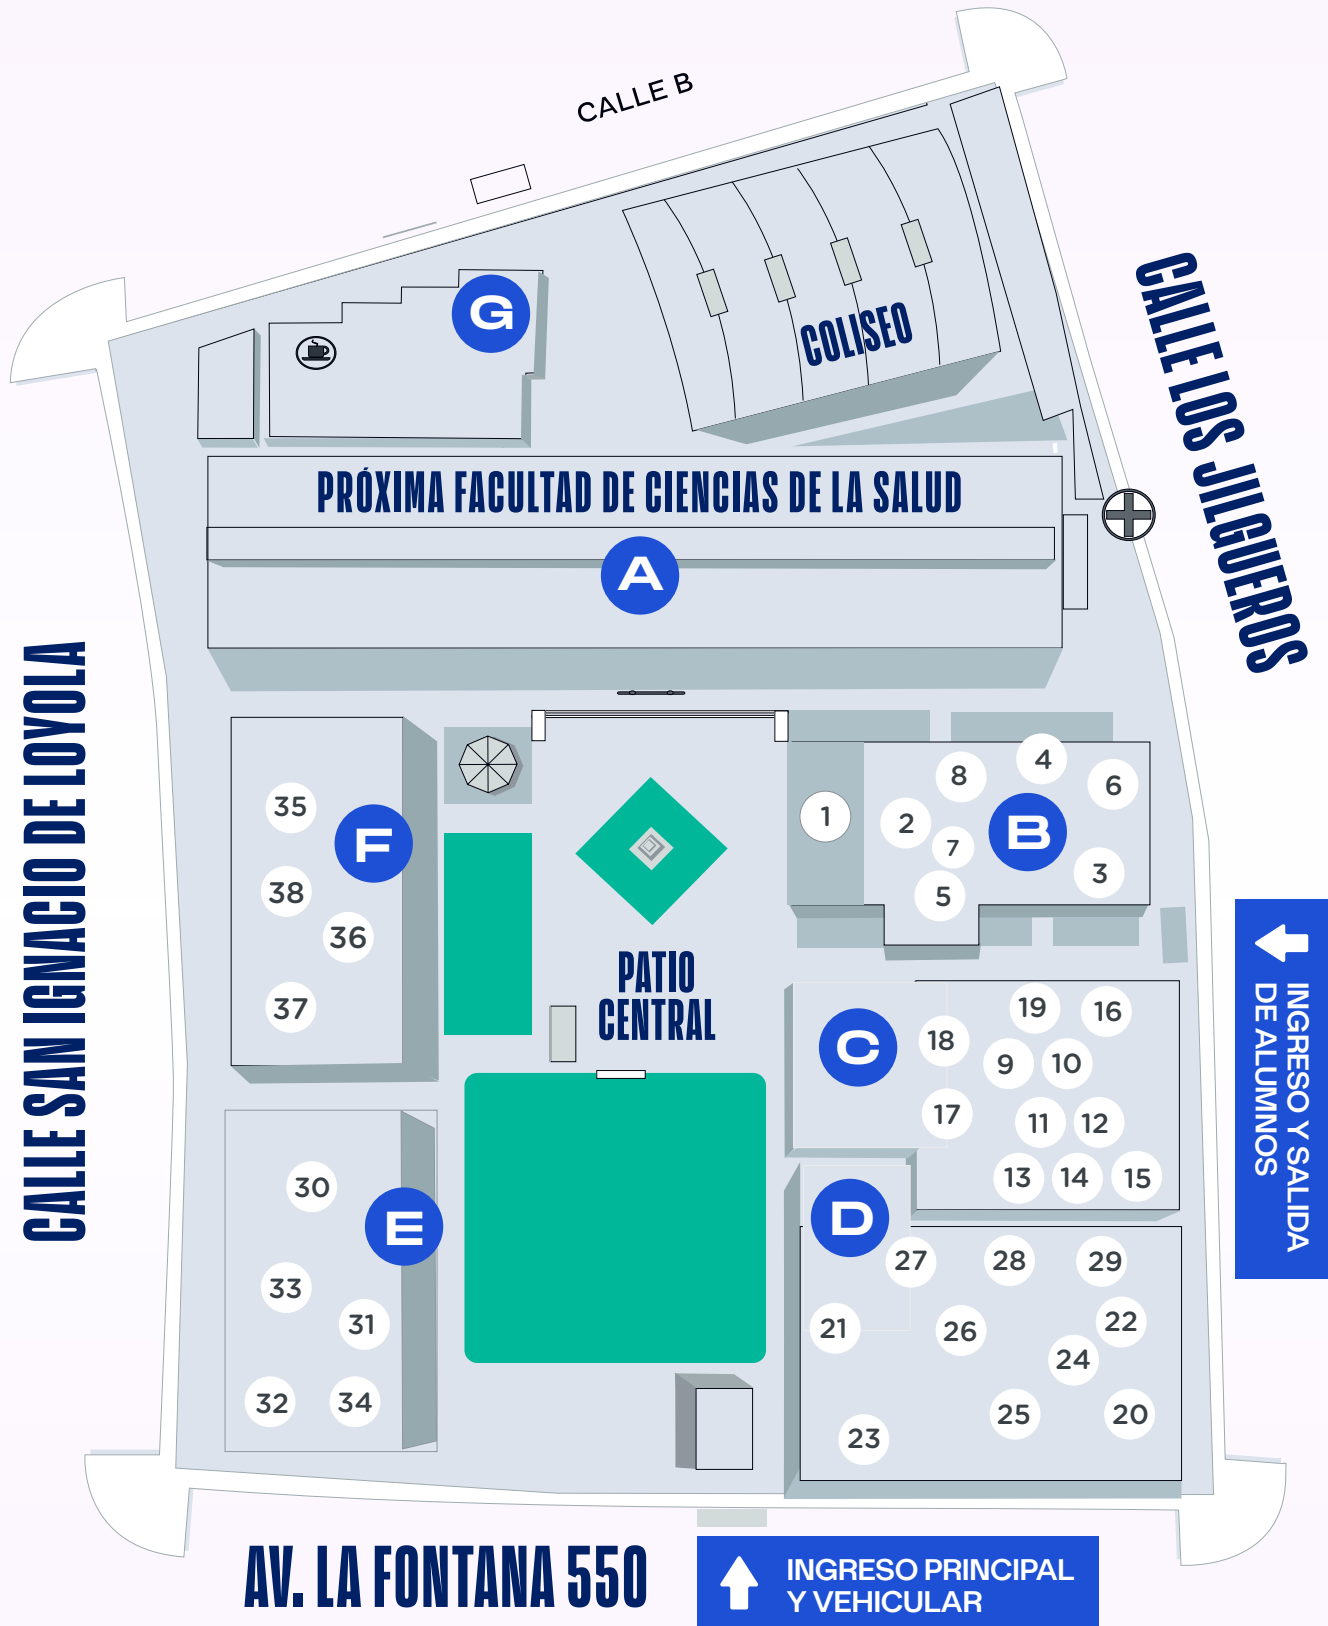 CALLE B
G
COLISEO
CALLE LOS JILGUEROS
PRÓXIMA FACULTAD DE CIENCIAS DE LA SALUD
A
CALLE SAN IGNACIO DE LOYOLA
35
F
38
36
37
1
8
4
6
2
7
B
3
5
PATIO
CENTRAL
INGRESO Y SALIDA
DE ALUMNOS
C
18
19
16
9
10
17
11
12
13
14
15
30
E
33
31
32
34
D
27
28
29
21
26
22
24
25
20
23
AV. LA FONTANA 550
INGRESO PRINCIPAL
Y VEHICULAR